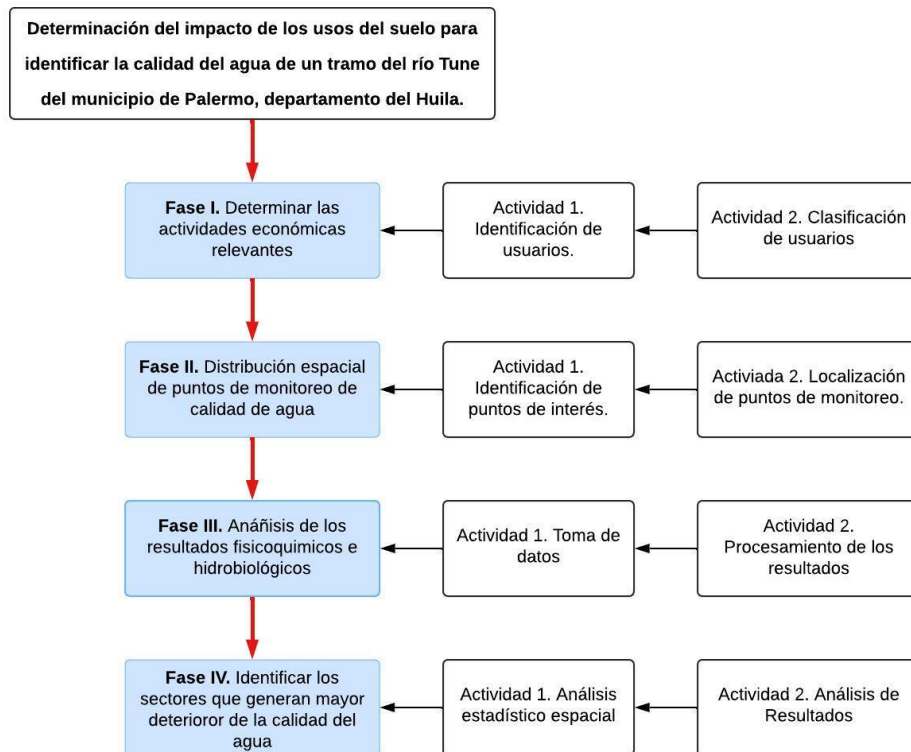 Determinación del impacto de los usos del suelo para
identificar la calidad del agua de un tramo del río Tune
del municipio de Palermo, departamento del Huila.
Fase I. Determinar las
actividades económicas
relevantes
Actividad 1.
Identificación de
usuarios.
Actividad 2. Clasificación
de usuarios
Fase II. Distribución espacial
de puntos de monitoreo de
calidad de agua
Actividad 1.
Identificación de
puntos de interés.
Activiada 2. Localización
de puntos de monitoreo.
Fase III. Anáñisis de los
resultados fisicoquimicos e
hidrobiológicos
Actividad 1. Toma de
datos
Actividad 2.
Procesamiento de los
resultados
Fase IV. Identificar los
sectores que generan mayor
deterioror de la calidad del
agua
Actividad 1. Análisis
estadístico espacial
Actividad 2. Análisis de
Resultados